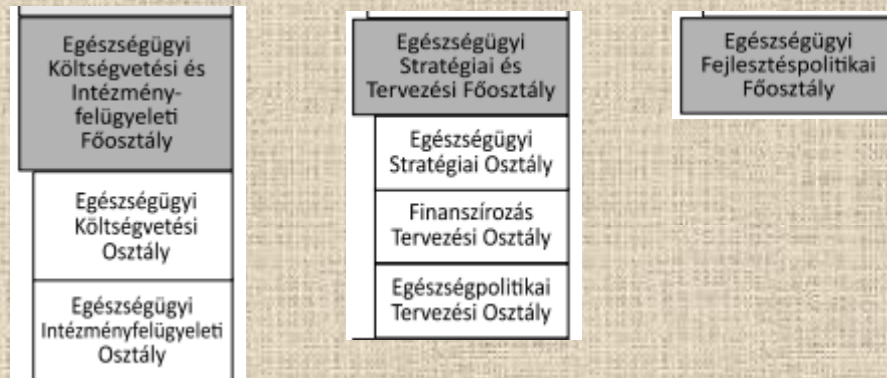 Egészségügyi
Költségvetési és
Intézmény-
felügyeleti
Főosztály
Egészségügyi
Költségvetési
Osztály
Egészségügyi
Intézményfelügyeleti
Osztály
Egészségügyi
Stratégiai és
Tervezési Főosztály
Egészségügyi
Stratégiai Osztály
Finanszírozás
Tervezési Osztály
Egészségpolitikai
Tervezési Osztály
Egészségügyi
Fejlesztéspolitikai
Főosztály